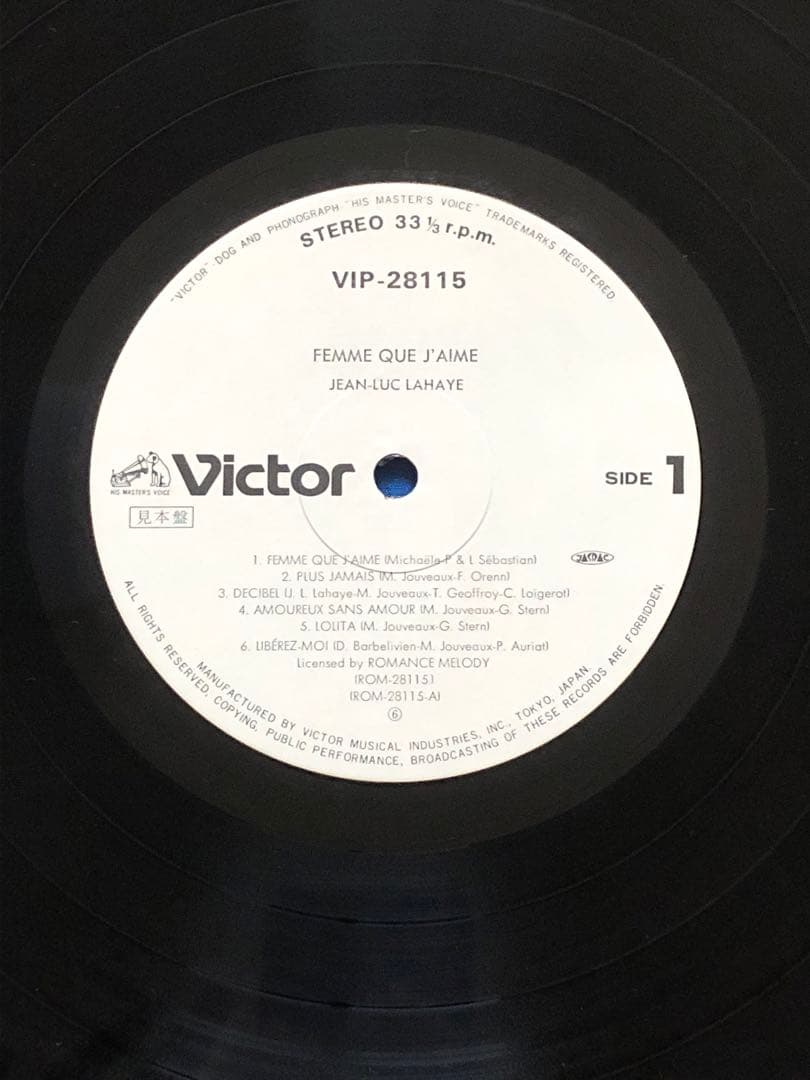 "VICTOR" DOG AND PHONOGRAPH "HIS MASTER'S VOICE" TRADEMARKS REGISTERED.
STEREO 33 1/3 r.p.m.
VIP-28115
FEMME QUE J'AIME
JEAN-LUC LAHAYE
HIS MASTER'S VOICE
Victor
SIDE 1
見本盤
1. FEMME QUE J'AIME (Michaële-P & L Sébastian)
JASRAC
2. PLUS JAMAIS (M. Jouveaux-F. Orenn)
3. DECIBEL (J. L. Lahaye-M. Jouveaux-T. Geoffroy-C. Loigerot)
4. AMOUREUX SANS AMOUR (M. Jouveaux-G. Stern)
5. LOLITA (M. Jouveaux-G. Stern)
6. LIBÉREZ-MOI (D. Barbelivien-M. Jouveaux-P. Auriat)
Licensed by ROMANCE MELODY
(ROM-28115)
(ROM-28115-A)
⑥
MANUFACTURED BY VICTOR MUSICAL INDUSTRIES, INC., TOKYO, JAPAN.
ALL RIGHTS RESERVED, COPYING, PUBLIC PERFORMANCE, BROADCASTING OF THESE RECORDS ARE FORBIDDEN.